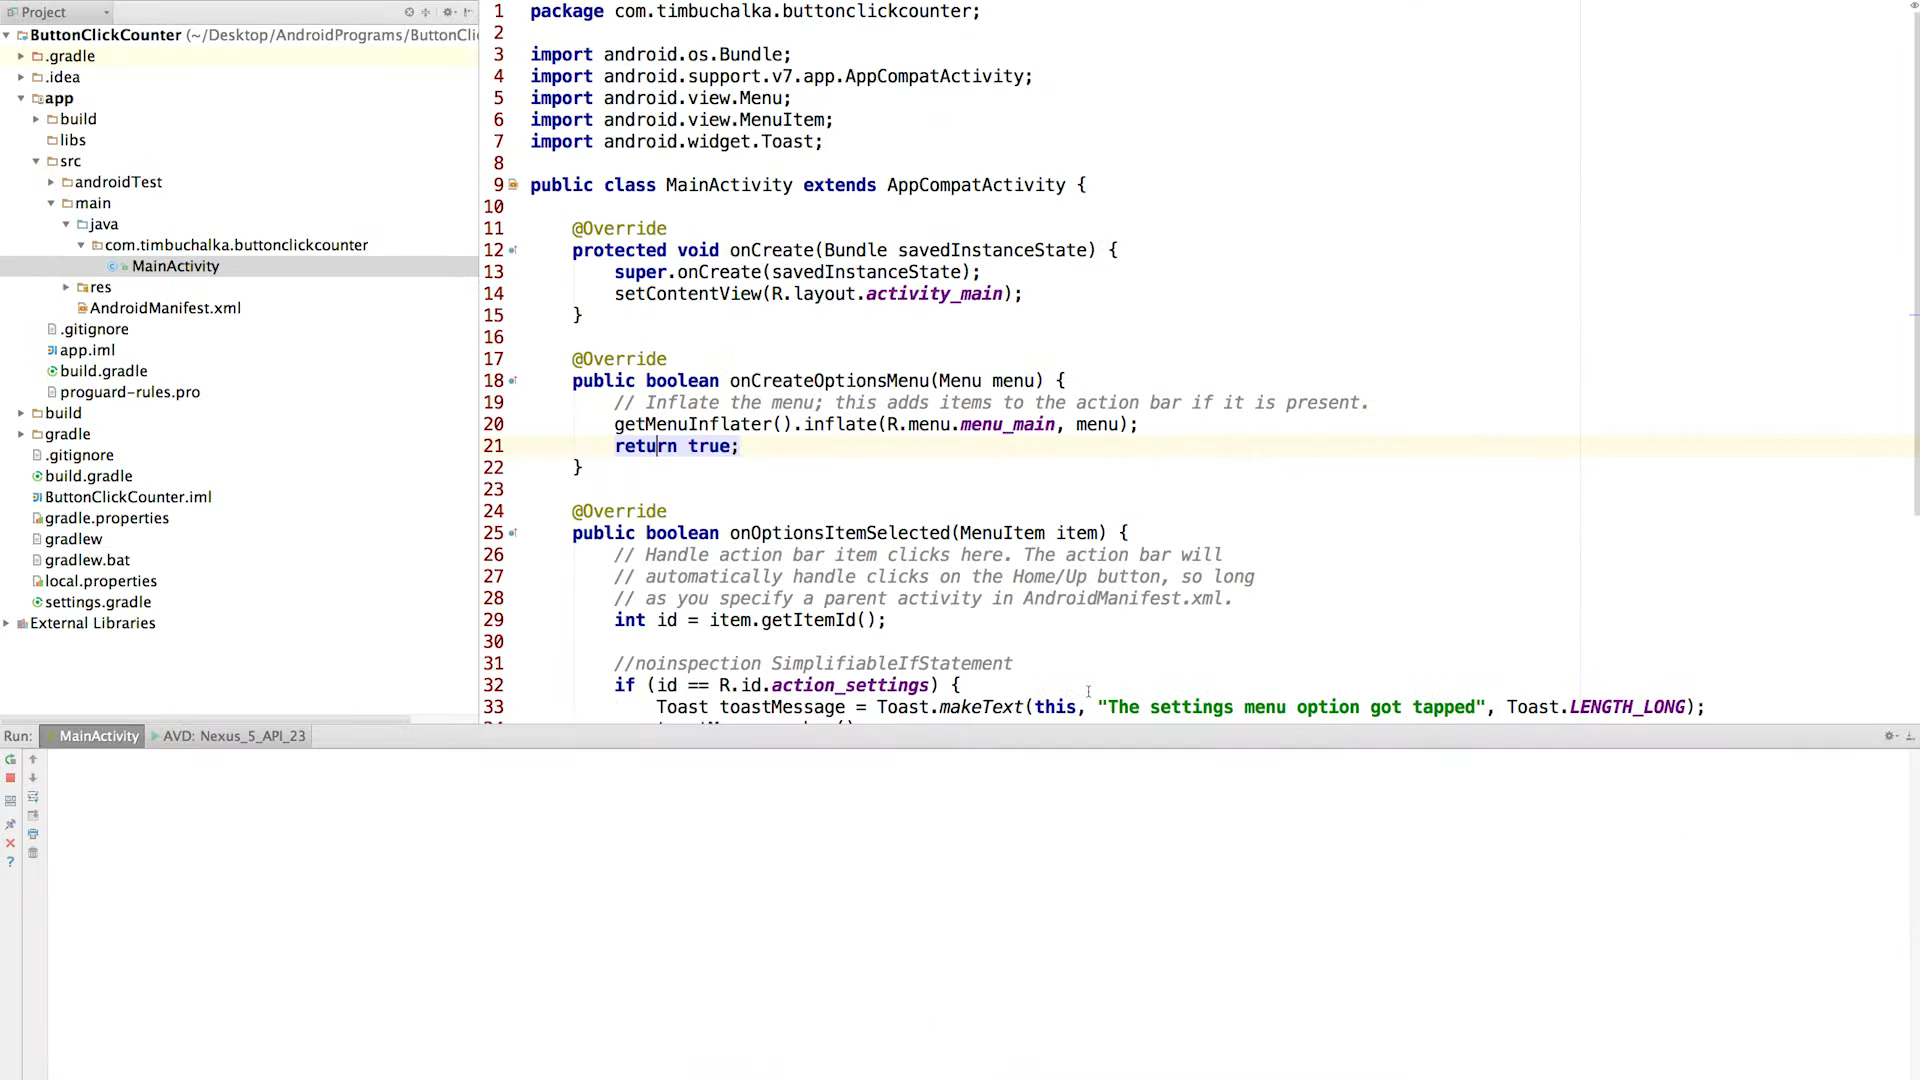 Project
ButtonClickCounter (~/Desktop/AndroidPrograms/ButtonCli
.gradle
.idea
app
build
libs
src
androidTest
main
java
com.timbuchalka.buttonclickcounter
MainActivity
res
AndroidManifest.xml
.gitignore
app.iml
build.gradle
proguard-rules.pro
build
gradle
.gitignore
build.gradle
ButtonClickCounter.iml
gradle.properties
gradlew
gradlew.bat
local.properties
settings.gradle
External Libraries
1 package com.timbuchalka.buttonclickcounter;
2
3 import android.os.Bundle;
4 import android.support.v7.app.AppCompatActivity;
5 import android.view.Menu;
6 import android.view.MenuItem;
7 import android.widget.Toast;
8
9 public class MainActivity extends AppCompatActivity {
10
11 @Override
12 protected void onCreate(Bundle savedInstanceState) {
13 super.onCreate(savedInstanceState);
14 setContentView(R.layout.activity_main);
15 }
16
17 @Override
18 public boolean onCreateOptionsMenu(Menu menu) {
19 // Inflate the menu; this adds items to the action bar if it is present.
20 getMenuInflater().inflate(R.menu.menu_main, menu);
21 return true;
22 }
23
24 @Override
25 public boolean onOptionsItemSelected(MenuItem item) {
26 // Handle action bar item clicks here. The action bar will
27 // automatically handle clicks on the Home/Up button, so long
28 // as you specify a parent activity in AndroidManifest.xml.
29 int id = item.getItemId();
30
31 //noinspection SimplifiableIfStatement
32 if (id == R.id.action_settings) {
33 Toast toastMessage = Toast.makeText(this, "The settings menu option got tapped", Toast.LENGTH_LONG);
Run: MainActivity AVD: Nexus_5_API_23